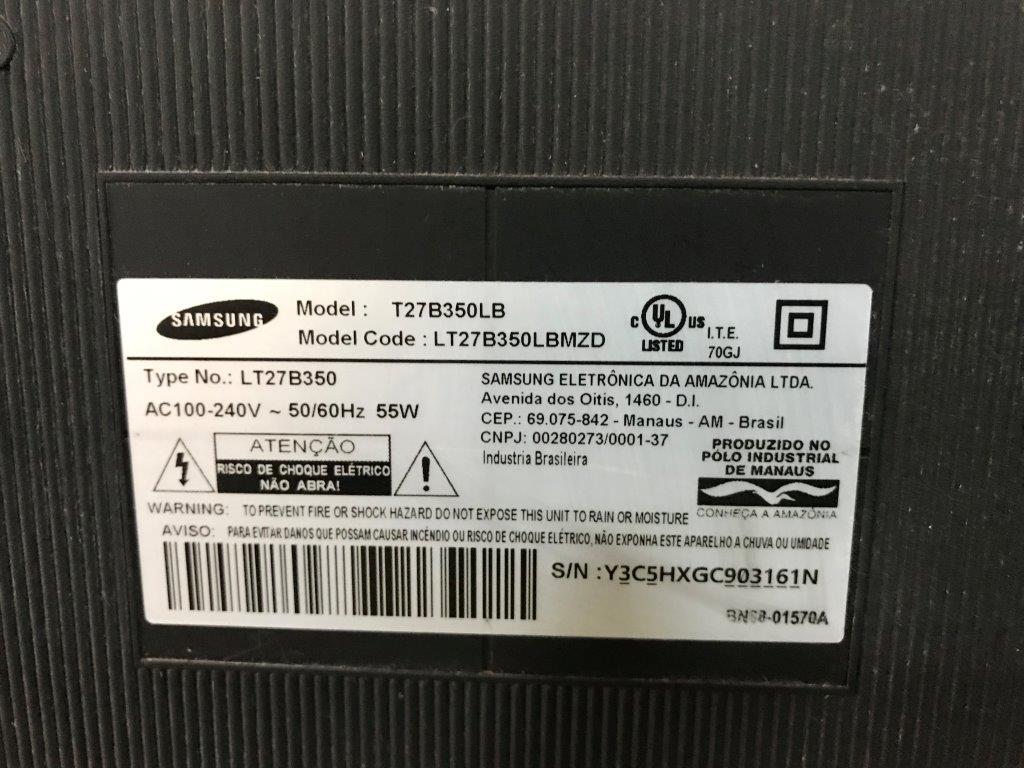 SAMSUNG
Model : T27B350LB
Model Code : LT27B350LBMZD
C UL US
LISTED
I.T.E.
70GJ
Type No.: LT27B350
AC100-240V ~ 50/60Hz 55W
SAMSUNG ELETRÔNICA DA AMAZÔNIA LTDA.
Avenida dos Oitis, 1460 - D.I.
CEP.: 69.075-842 - Manaus - AM - Brasil
CNPJ: 00280273/0001-37
Industria Brasileira
PRODUZIDO NO
PÓLO INDUSTRIAL
DE MANAUS
CONHEÇA A AMAZÔNIA
ATENÇÃO
RISCO DE CHOQUE ELÉTRICO
NÃO ABRA!
WARNING: TO PREVENT FIRE OR SHOCK HAZARD DO NOT EXPOSE THIS UNIT TO RAIN OR MOISTURE
AVISO: PARA EVITAR DANOS QUE POSSAM CAUSAR INCÊNDIO OU RISCO DE CHOQUE ELÉTRICO, NÃO EXPONHA ESTE APARELHO A CHUVA OU UMIDADE
S/N : Y3C5HXGC903161N